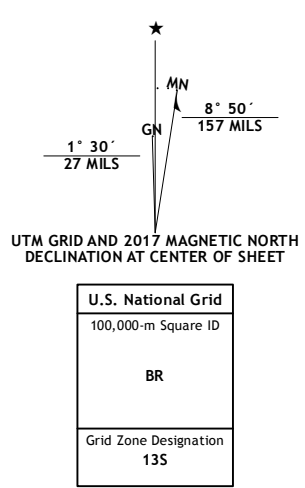 MN
8° 50´
157 MILS
GN
1° 30´
27 MILS
UTM GRID AND 2017 MAGNETIC NORTH
DECLINATION AT CENTER OF SHEET
U.S. National Grid
100,000-m Square ID
BR
Grid Zone Designation
13S